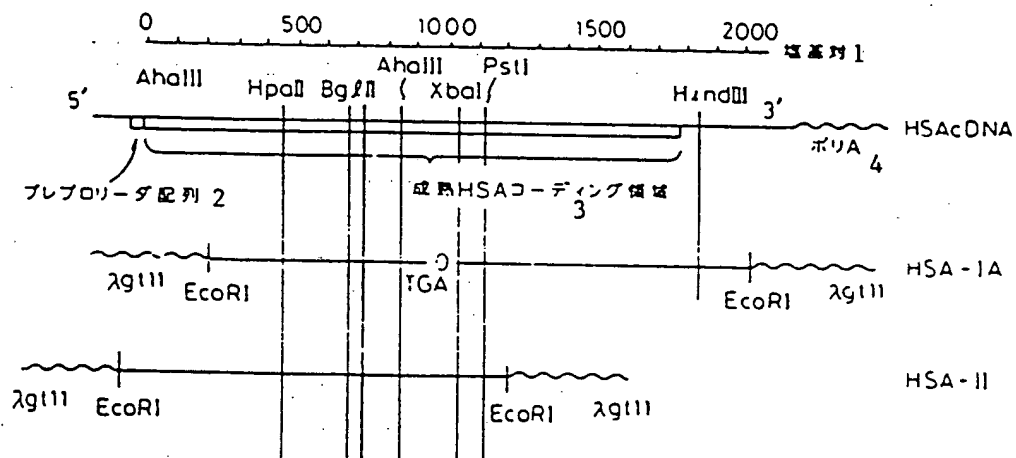 0 500 1000 1500 2000 塩基対1
AhaIII AhaIII PstI
HpaII BglII XbaI HindIII
5' 3' HSAcDNA
ポリA 4
プレプロリーダ配列 2 成熟HSAコーディング領域
3
TGA HSA-IA
λgt11 EcoRI EcoRI λgt11
HSA-II
λgt11 EcoRI EcoRI λgt11